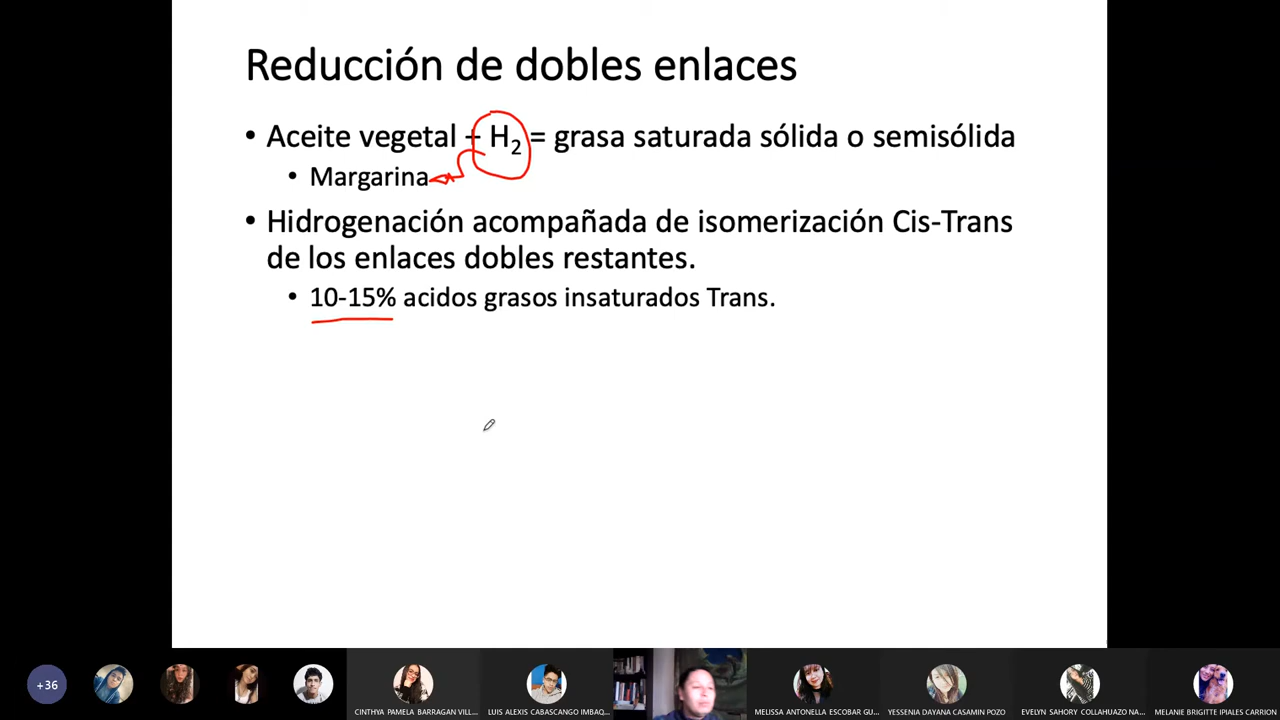 Reducción de dobles enlaces
• Aceite vegetal + H2 = grasa saturada sólida o semisólida
• Margarina
• Hidrogenación acompañada de isomerización Cis-Trans
de los enlaces dobles restantes.
• 10-15% acidos grasos insaturados Trans.
+36
CINTHYA PAMELA BARRAGAN VILL...
LUIS ALEXIS CABASCANGO IMBAQ...
MELISSA ANTONELLA ESCOBAR GU...
YESSENIA DAYANA CASAMIN POZO
EVELYN SAHORY COLLAHUAZO NA...
MELANIE BRIGITTE IPIALES CARRION